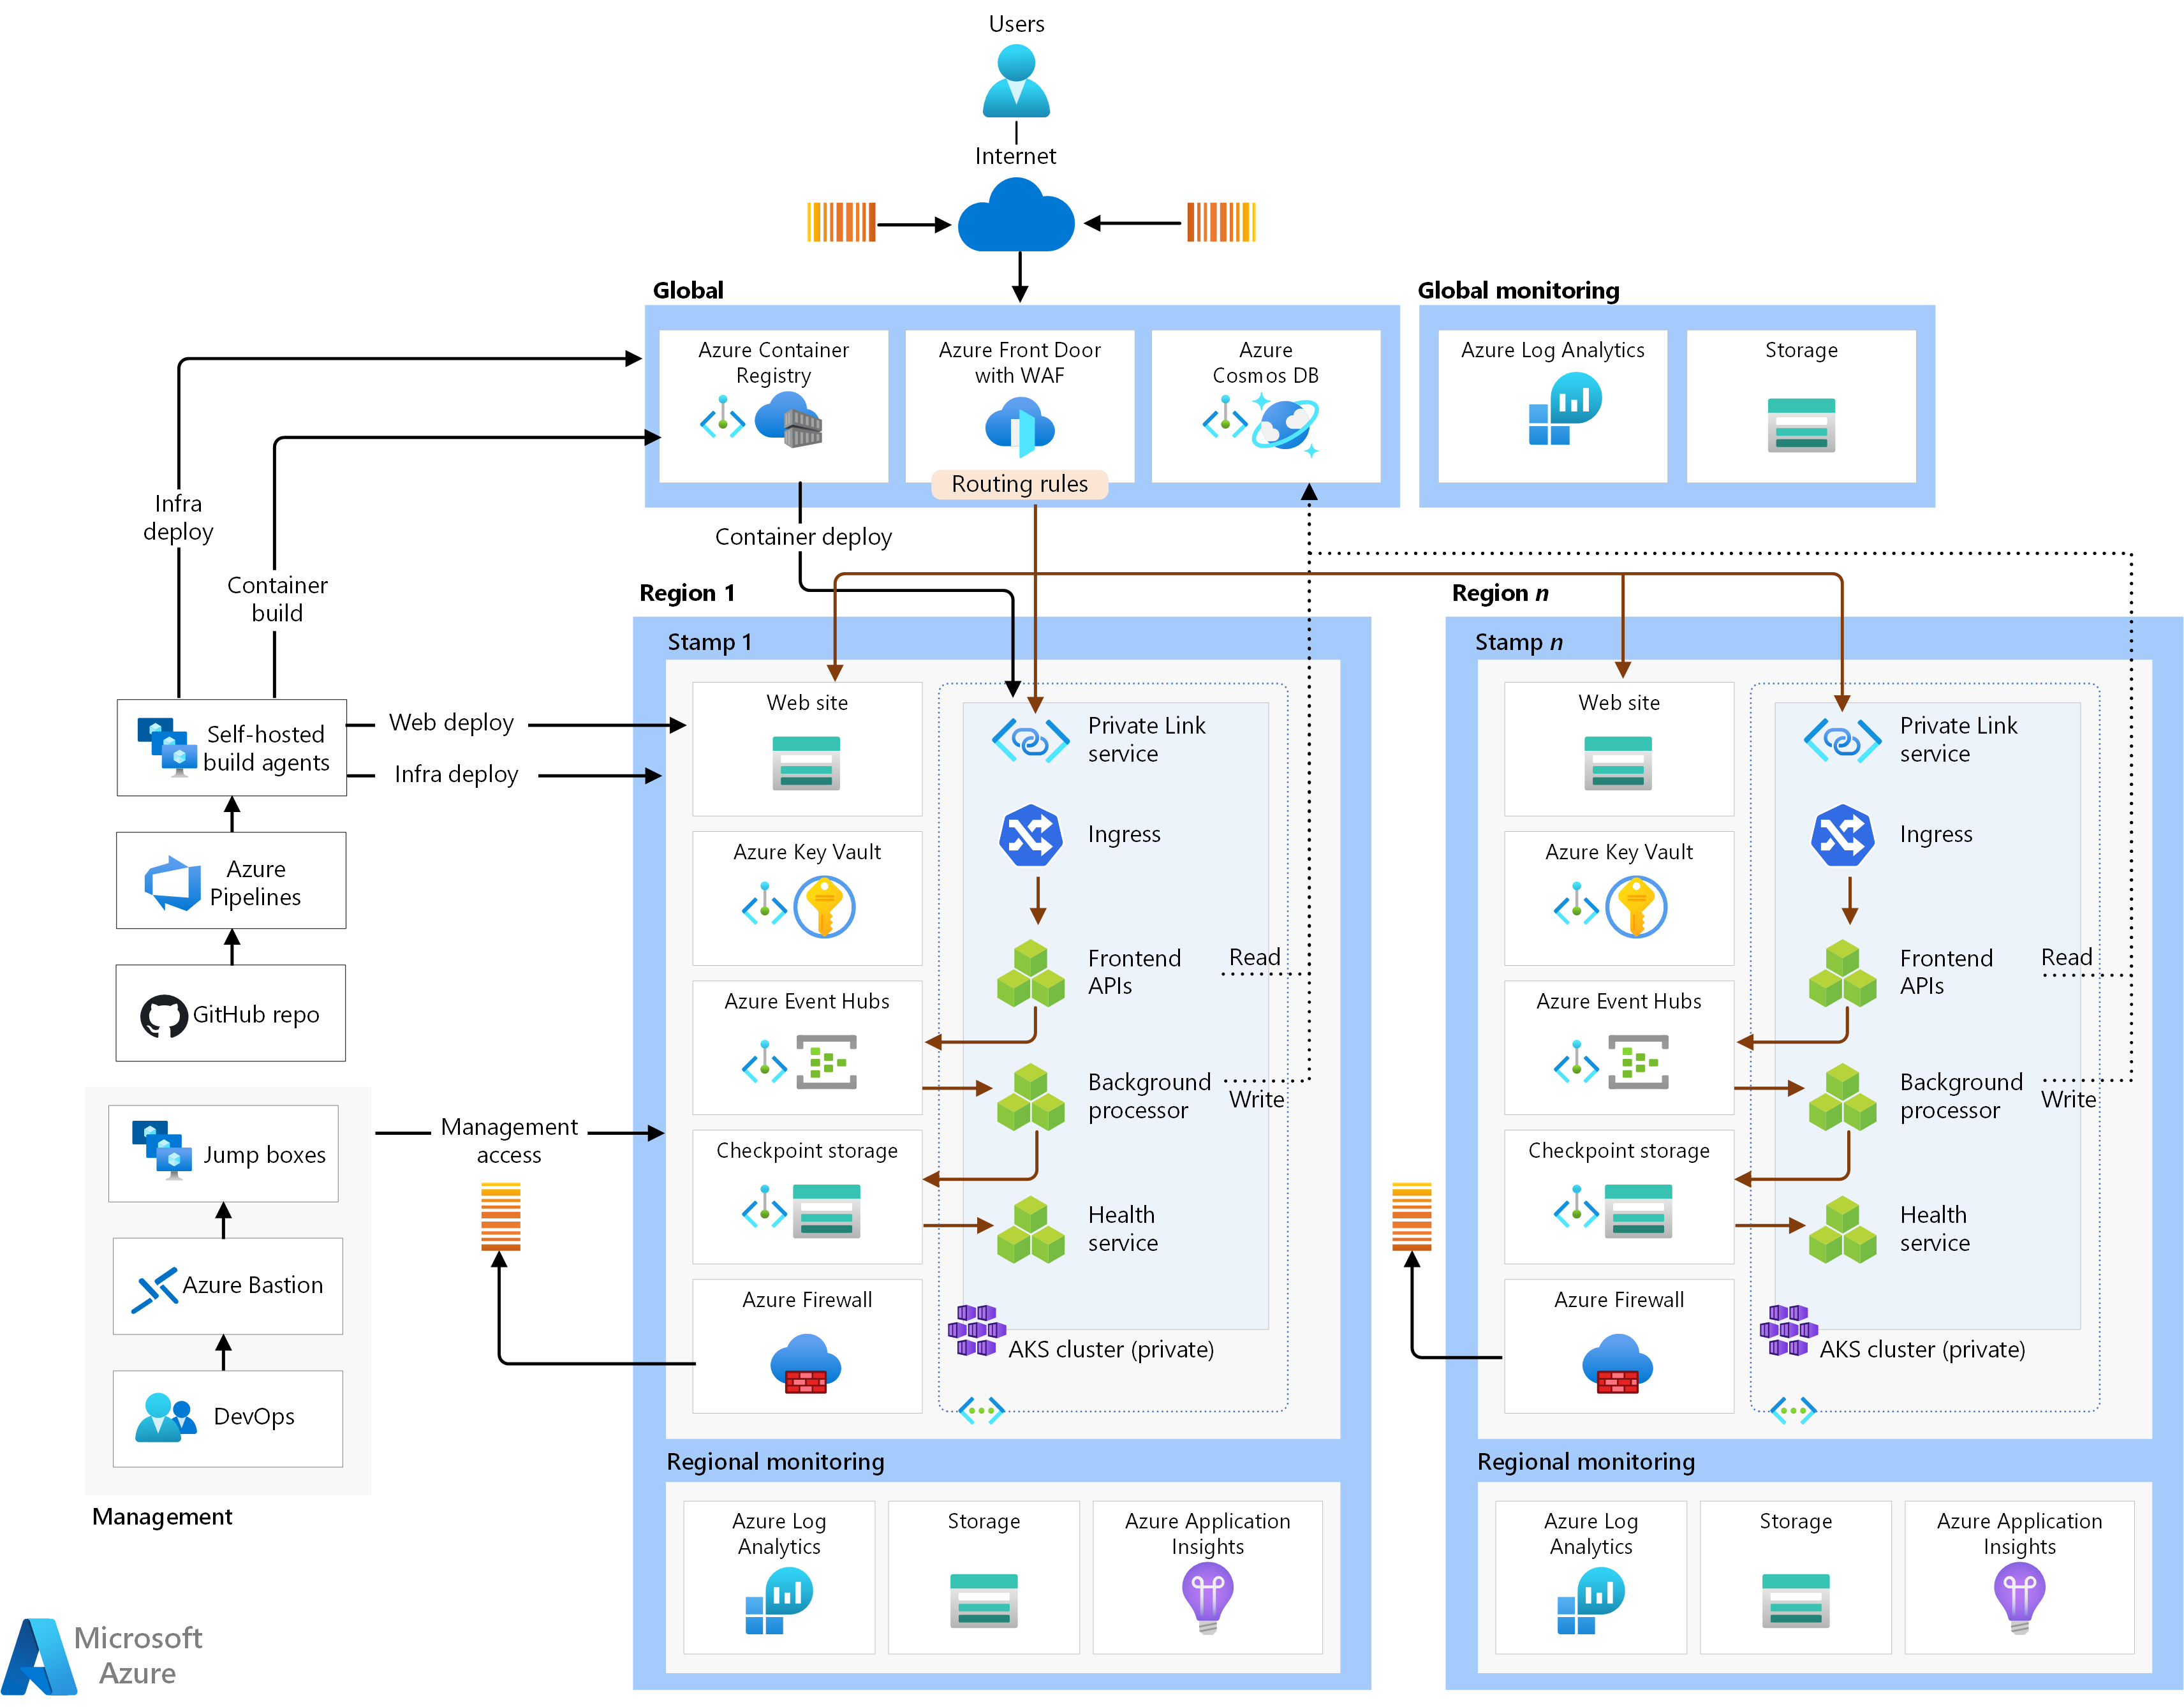 Users
Internet
Global
Azure Container
Registry
Azure Front Door
with WAF
Routing rules
Azure
Cosmos DB
Global monitoring
Azure Log Analytics
Storage
Infra
deploy
Container
build
Container deploy
Self-hosted
build agents
Web deploy
Infra deploy
Azure
Pipelines
GitHub repo
Management
access
Jump boxes
Azure Bastion
DevOps
Management
Region 1
Stamp 1
Web site
Azure Key Vault
Azure Event Hubs
Checkpoint storage
Azure Firewall
Private Link
service
Ingress
Frontend
APIs
Read
Background
processor
Write
Health
service
AKS cluster (private)
Regional monitoring
Azure Log
Analytics
Storage
Azure Application
Insights
Region n
Stamp n
Web site
Azure Key Vault
Azure Event Hubs
Checkpoint storage
Azure Firewall
Private Link
service
Ingress
Frontend
APIs
Read
Background
processor
Write
Health
service
AKS cluster (private)
Regional monitoring
Azure Log
Analytics
Storage
Azure Application
Insights
Microsoft
Azure